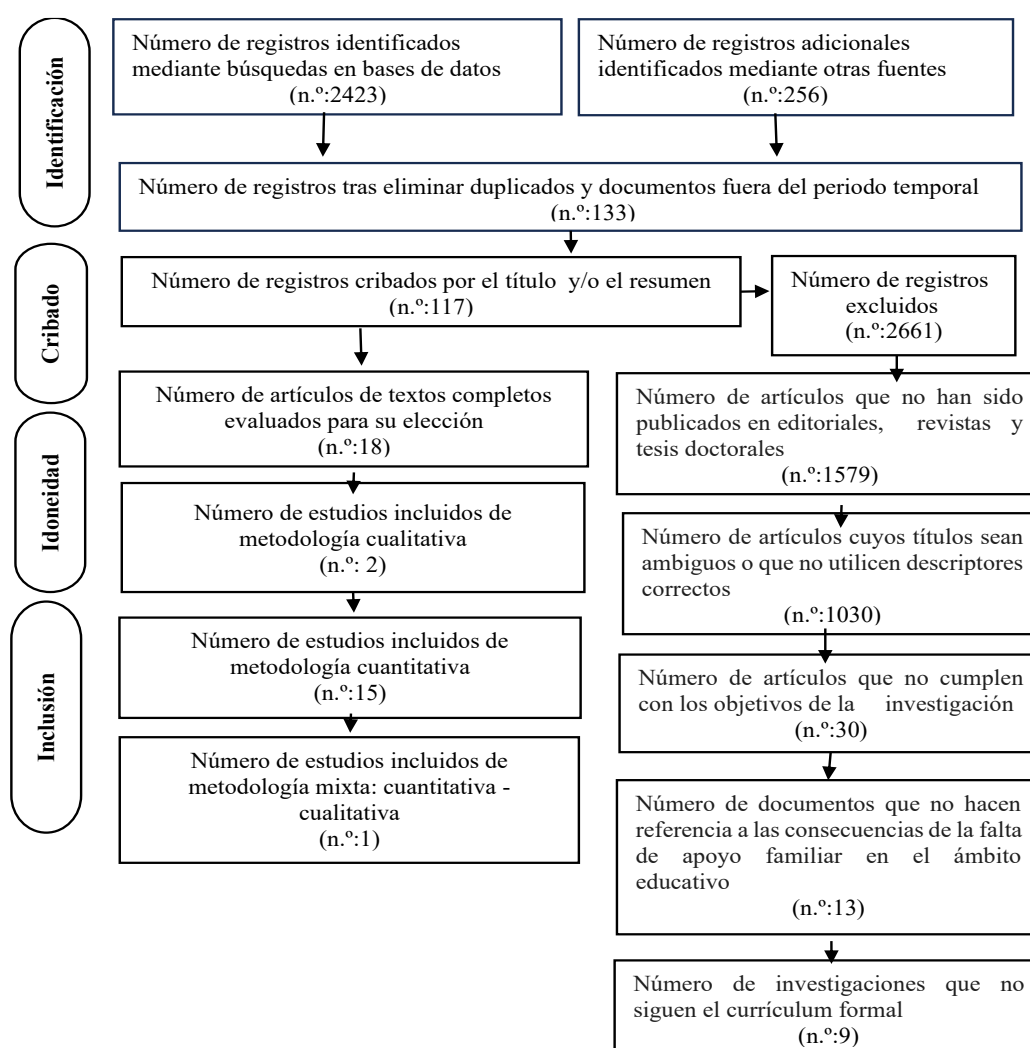 Identificación
Número de registros identificados
mediante búsquedas en bases de datos
(n.º:2423)
Número de registros adicionales
identificados mediante otras fuentes
(n.º:256)
Número de registros tras eliminar duplicados y documentos fuera del periodo temporal
(n.º:133)
Cribado
Número de registros cribados por el título y/o el resumen
(n.º:117)
Número de registros
excluidos
(n.º:2661)
Idoneidad
Número de artículos de textos completos
evaluados para su elección
(n.º:18)
Número de estudios incluidos de
metodología cualitativa
(n.º: 2)
Inclusión
Número de estudios incluidos de
metodología cuantitativa
(n.º:15)
Número de estudios incluidos de
metodología mixta: cuantitativa -
cualitativa
(n.º:1)
Número de artículos que no han sido
publicados en editoriales, revistas y
tesis doctorales
(n.º:1579)
Número de artículos cuyos títulos sean
ambiguos o que no utilicen descriptores
correctos
(n.º:1030)
Número de artículos que no cumplen
con los objetivos de la investigación
(n.º:30)
Número de documentos que no hacen
referencia a las consecuencias de la falta
de apoyo familiar en el ámbito
educativo
(n.º:13)
Número de investigaciones que no
siguen el currículum formal
(n.º:9)